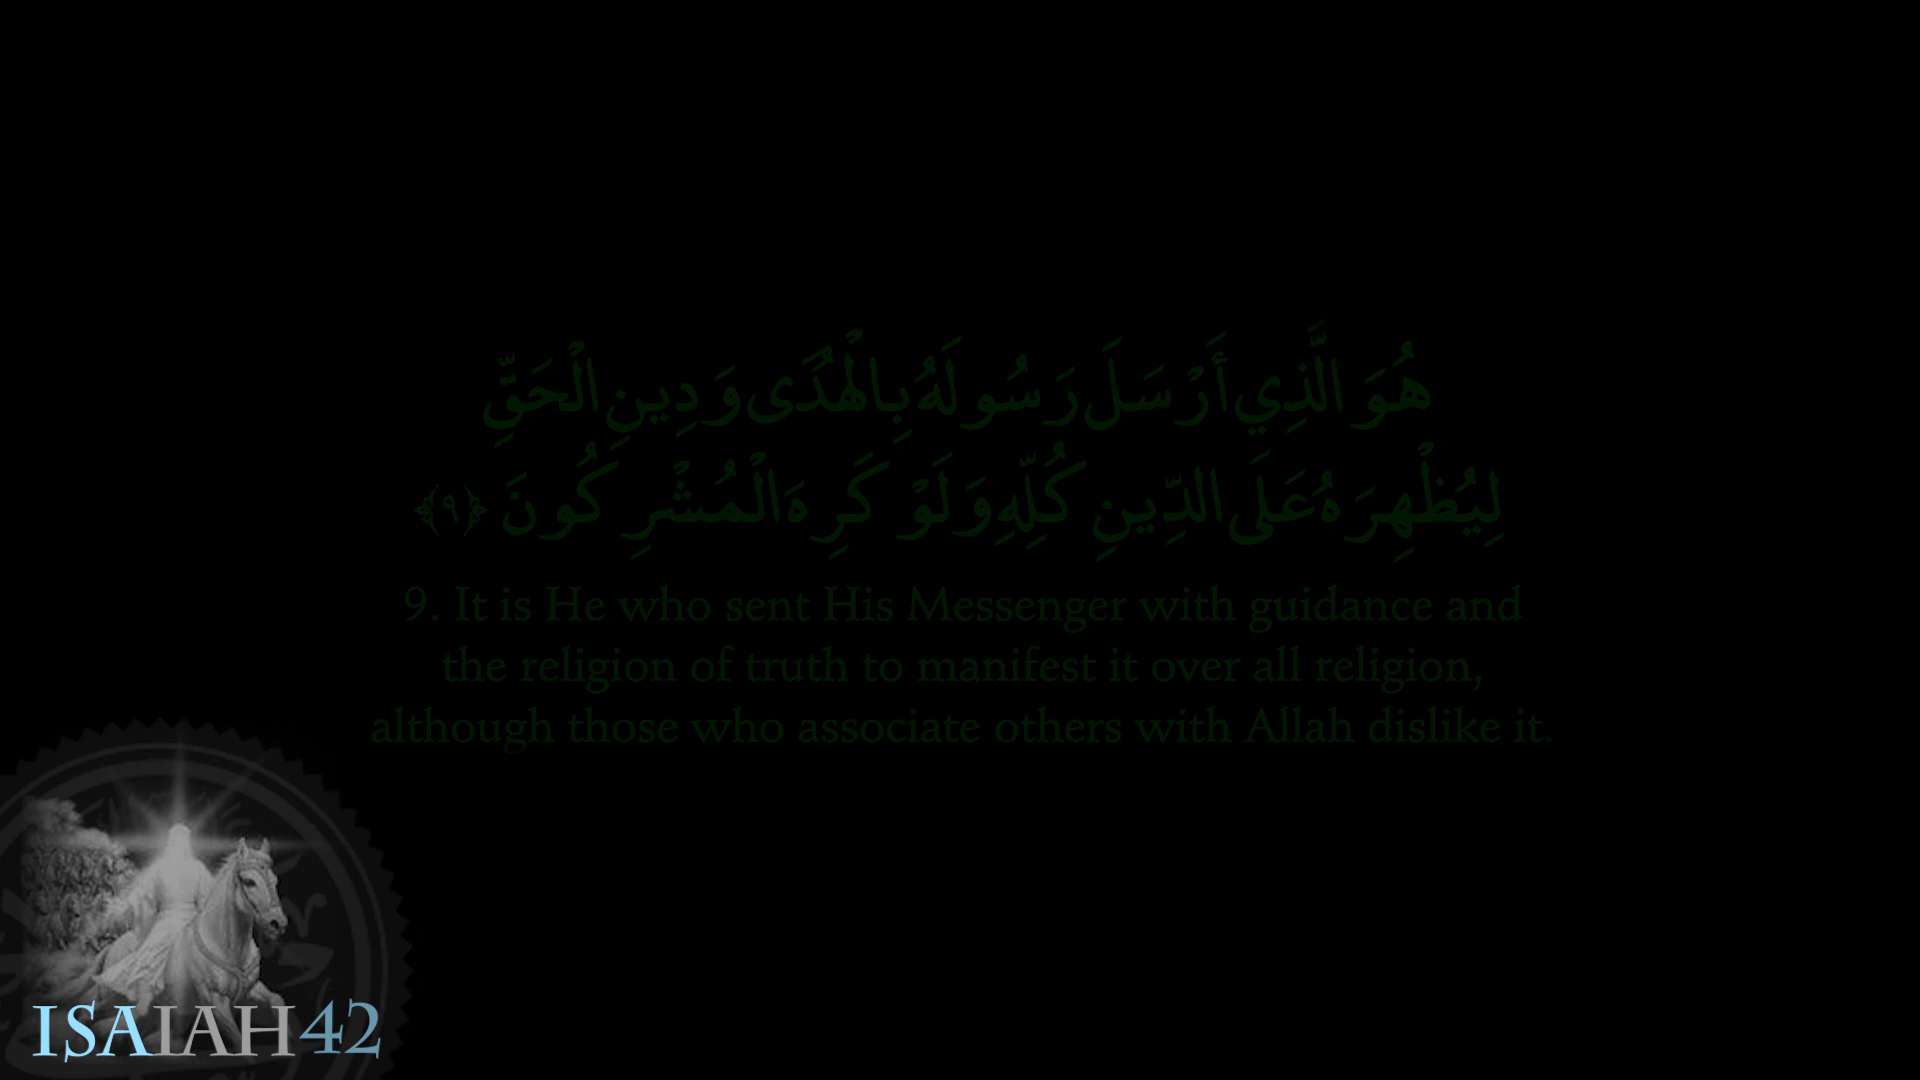 هُوَ الَّذِي أَرْسَلَ رَسُولَهُ بِالْهُدَى وَدِينِ الْحَقِّ
لِيُظْهِرَهُ عَلَى الدِّينِ كُلِّهِ وَلَوْ كَرِهَ الْمُشْرِكُونَ ﴿٩﴾
9. It is He who sent His Messenger with guidance and
the religion of truth to manifest it over all religion,
although those who associate others with Allah dislike it.
ISAIAH 42